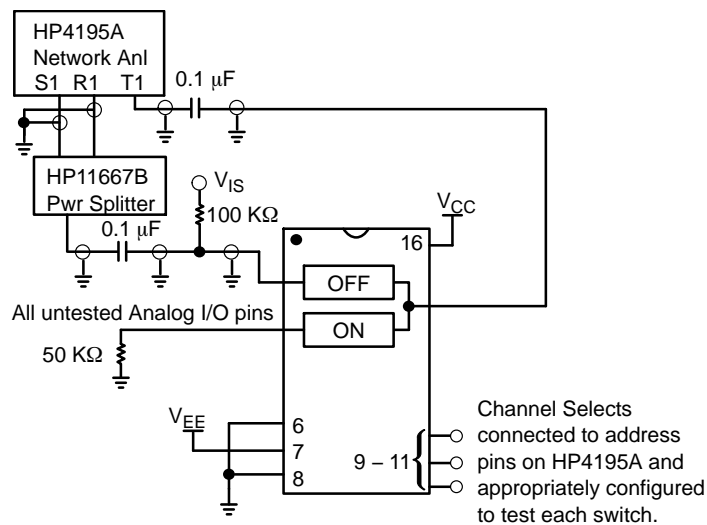 HP4195A
Network Anl
S1 R1 T1
0.1 μF
HP11667B
Pwr Splitter
V_IS
100 KΩ
0.1 μF
V_CC
16
OFF
All untested Analog I/O pins
ON
50 KΩ
V_EE
6
7
8
9 – 11
Channel Selects
connected to address
pins on HP4195A and
appropriately configured
to test each switch.